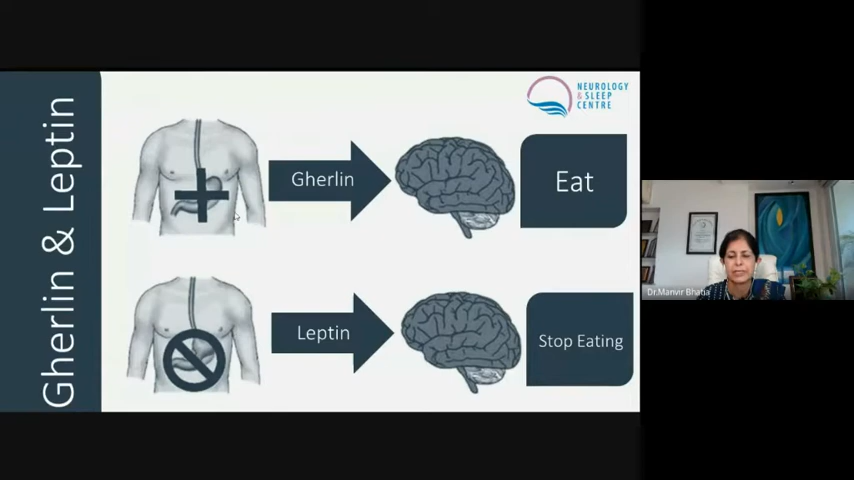 Gherlin & Leptin
NEUROLOGY
& SLEEP
CENTRE
Gherlin
Eat
Leptin
Stop Eating
Dr.Manvir Bhatia